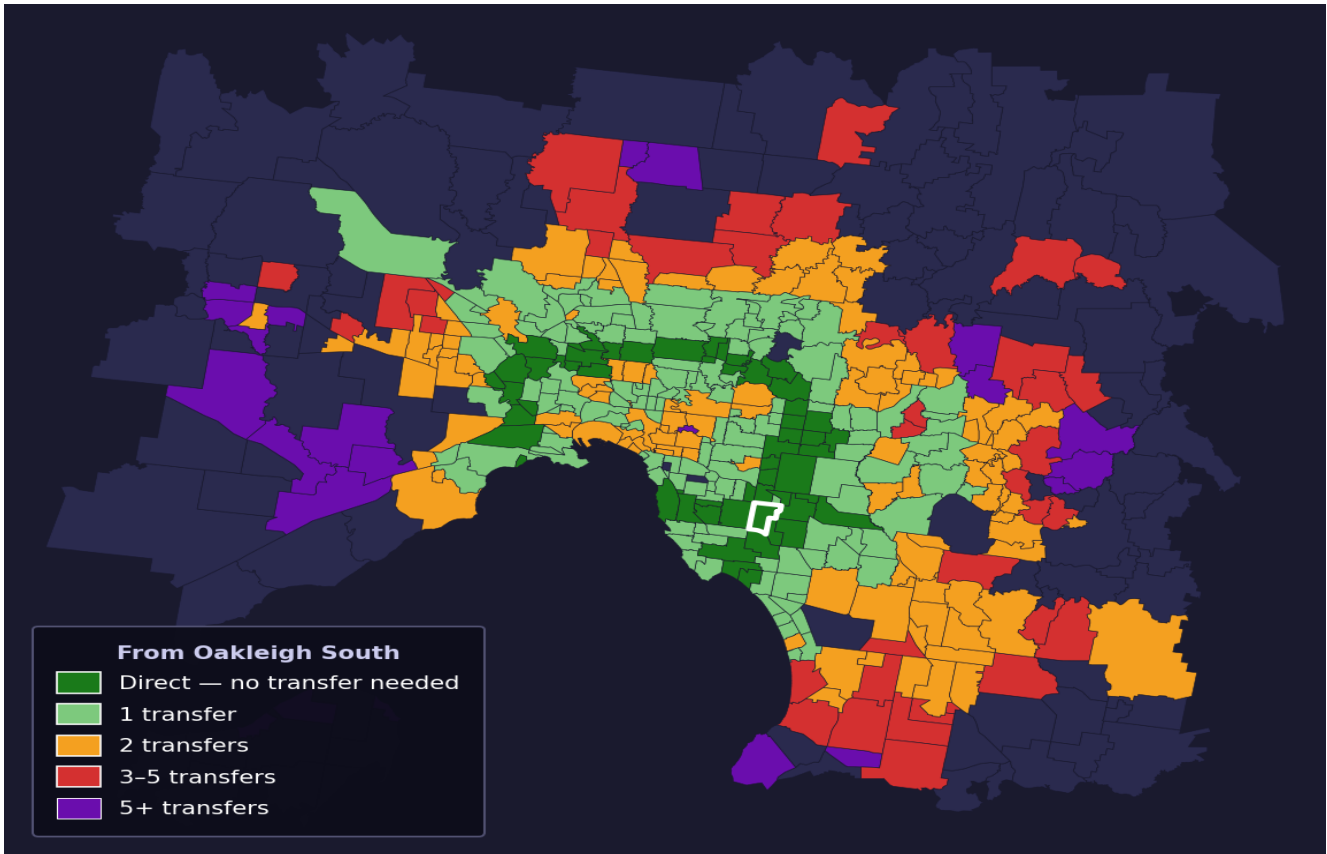 From Oakleigh South
Direct — no transfer needed
1 transfer
2 transfers
3–5 transfers
5+ transfers